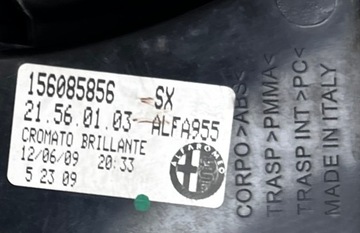 156085856 SX
21.56.01.03 ALFA955
CROMATO BRILLANTE
12/06/09 20:33
5 23 09
ALFA ROMEO
CORPO >ABS<
TRASP >PMMA<
TRASP INT >PC<
MADE IN ITALY